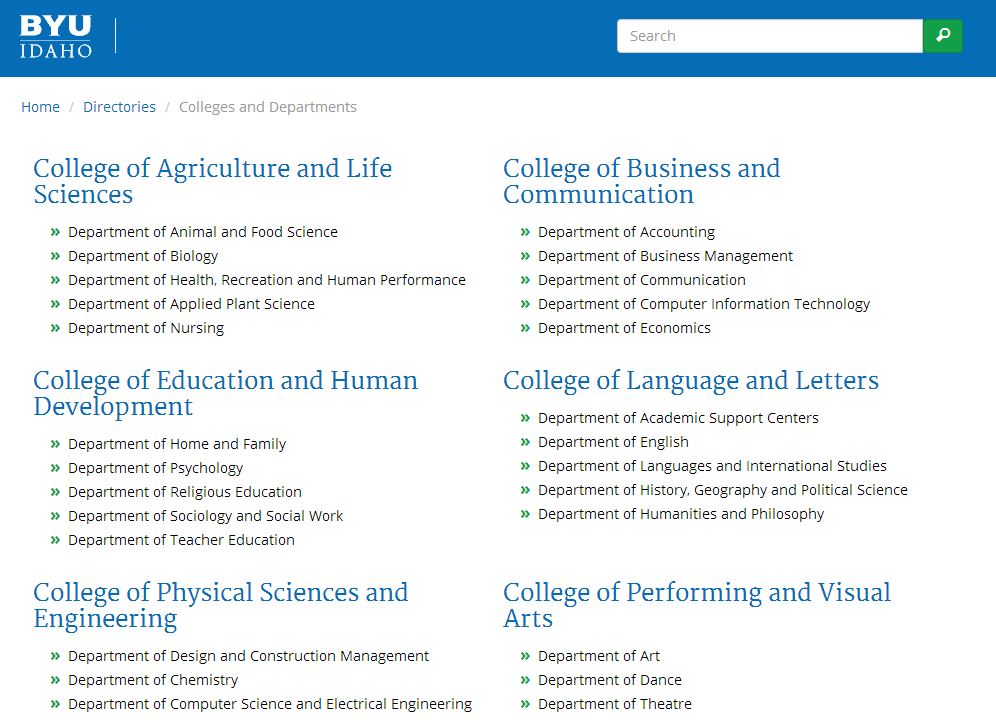 BYU
IDAHO
Search
Home / Directories / Colleges and Departments
College of Agriculture and Life
Sciences
» Department of Animal and Food Science
» Department of Biology
» Department of Health, Recreation and Human Performance
» Department of Applied Plant Science
» Department of Nursing
College of Business and
Communication
» Department of Accounting
» Department of Business Management
» Department of Communication
» Department of Computer Information Technology
» Department of Economics
College of Education and Human
Development
» Department of Home and Family
» Department of Psychology
» Department of Religious Education
» Department of Sociology and Social Work
» Department of Teacher Education
College of Language and Letters
» Department of Academic Support Centers
» Department of English
» Department of Languages and International Studies
» Department of History, Geography and Political Science
» Department of Humanities and Philosophy
College of Physical Sciences and
Engineering
» Department of Design and Construction Management
» Department of Chemistry
» Department of Computer Science and Electrical Engineering
College of Performing and Visual
Arts
» Department of Art
» Department of Dance
» Department of Theatre